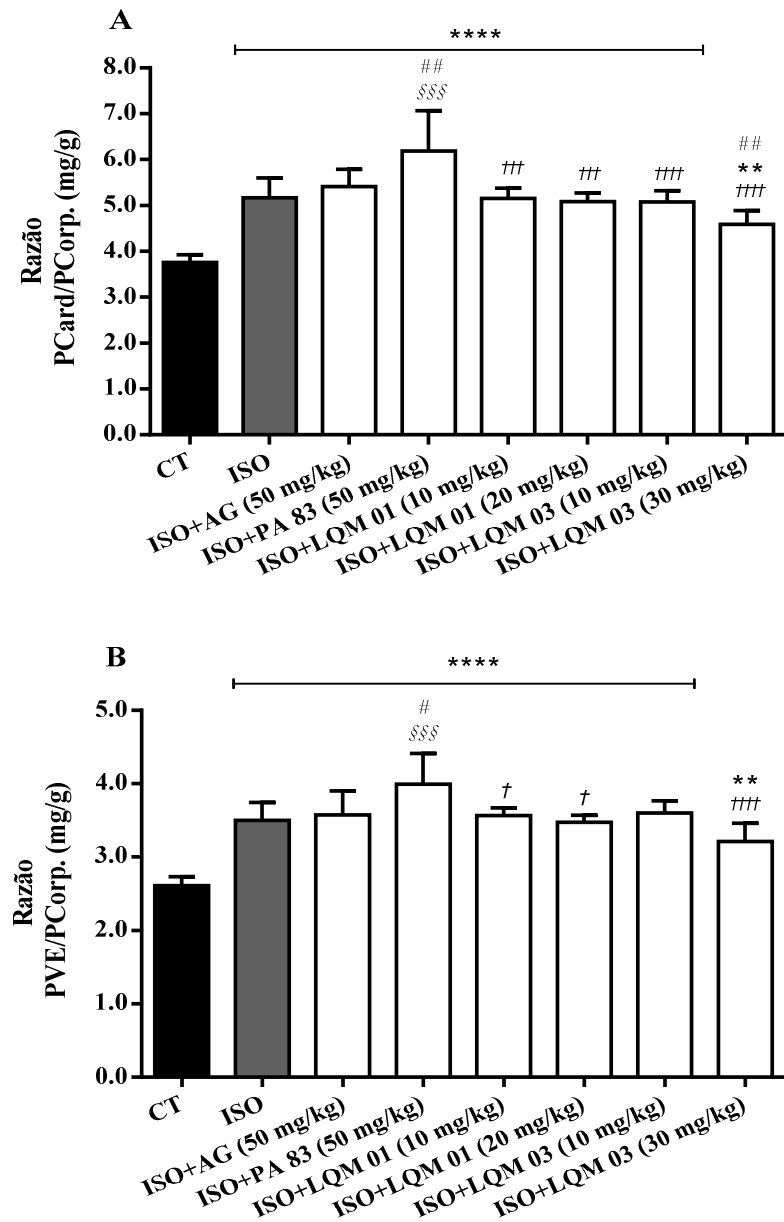 A
****
##
§§§
†††
†††
††††
##
**
††††
8.0
7.0
6.0
5.0
4.0
3.0
2.0
1.0
0.0
Razão
PCard/PCorp. (mg/g)
CT
ISO
ISO+AG (50 mg/kg)
ISO+PA 83 (50 mg/kg)
ISO+LQM 01 (10 mg/kg)
ISO+LQM 01 (20 mg/kg)
ISO+LQM 03 (10 mg/kg)
ISO+LQM 03 (30 mg/kg)
B
****
#
§§§
†
†
**
††††
5.0
4.0
3.0
2.0
1.0
0.0
Razão
PVE/PCorp. (mg/g)
CT
ISO
ISO+AG (50 mg/kg)
ISO+PA 83 (50 mg/kg)
ISO+LQM 01 (10 mg/kg)
ISO+LQM 01 (20 mg/kg)
ISO+LQM 03 (10 mg/kg)
ISO+LQM 03 (30 mg/kg)